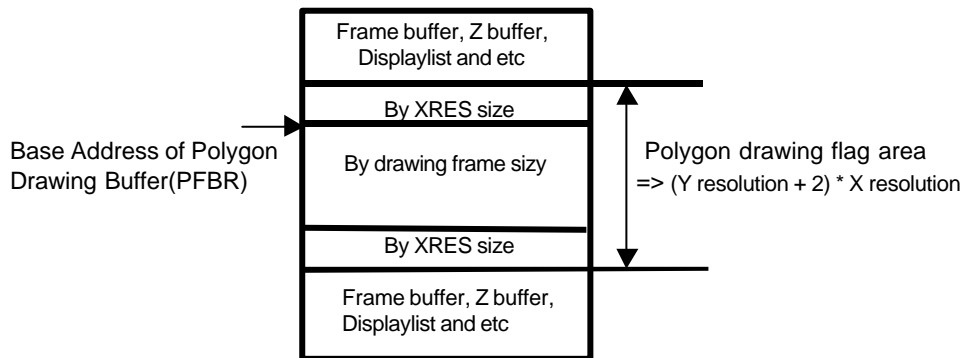 Frame buffer, Z buffer,
Displaylist and etc
By XRES size
Base Address of Polygon
Drawing Buffer(PFBR)
By drawing frame sizy
Polygon drawing flag area
=> (Y resolution + 2) * X resolution
By XRES size
Frame buffer, Z buffer,
Displaylist and etc